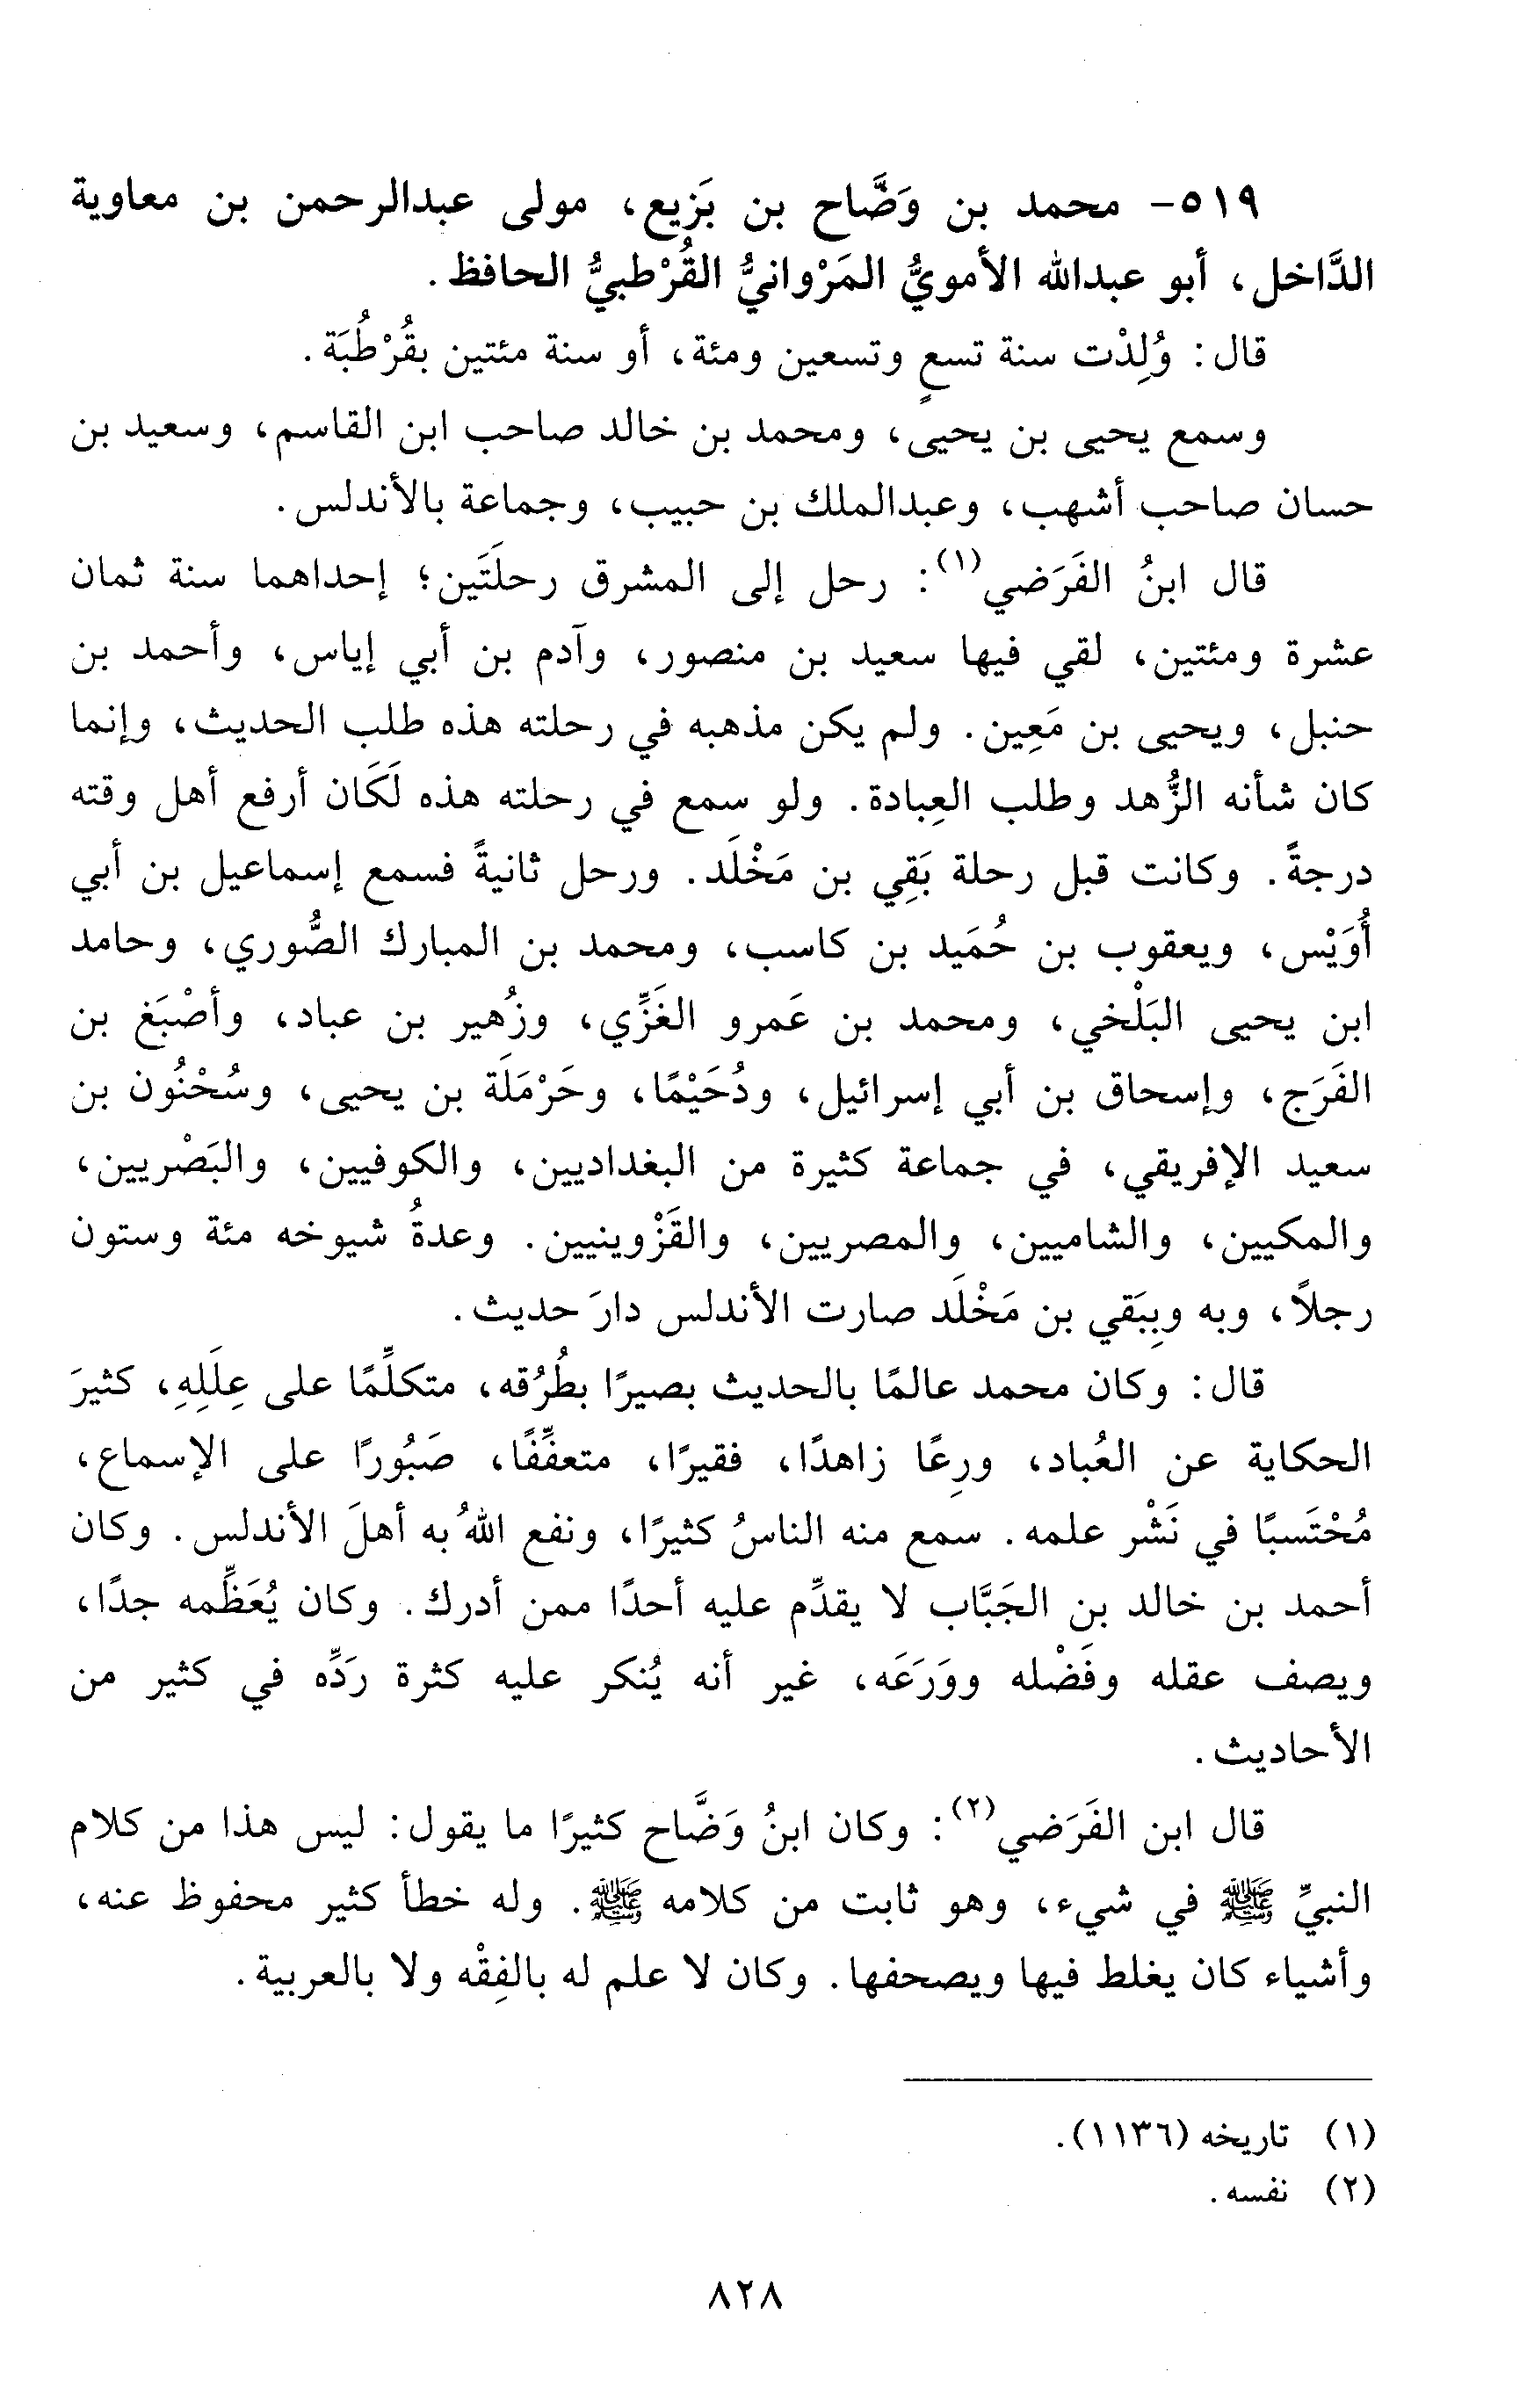 ٥١٩- محمد بن وَضَّاح بن بَزِيع، مولى عبدالرحمن بن معاوية
الدَّاخل، أبو عبدالله الأمويُّ المَرْوانيُّ القُرْطبيُّ الحافظ.
قال: وُلِدْت سنة تسعٍ وتسعين ومئة، أو سنة مئتين بقُرْطُبَة.
وسمع يحيى بن يحيى، ومحمد بن خالد صاحب ابن القاسم، وسعيد بن
حسان صاحب أشهب، وعبدالملك بن حبيب، وجماعة بالأندلس.
قال ابنُ الفَرَضي(١): رحل إلى المشرق رحلَتَين؛ إحداهما سنة ثمان
عشرة ومئتين، لقي فيها سعيد بن منصور، وآدم بن أبي إياس، وأحمد بن
حنبل، ويحيى بن مَعِين. ولم يكن مذهبه في رحلته هذه طلب الحديث، وإنما
كان شأنه الزُّهد وطلب العِبادة. ولو سمع في رحلته هذه لَكَان أرفع أهل وقته
درجةً. وكانت قبل رحلة بَقِي بن مَخْلَد. ورحل ثانيةً فسمع إسماعيل بن أبي
أُوَيْس، ويعقوب بن حُمَيد بن كاسب، ومحمد بن المبارك الصُّوري، وحامد
ابن يحيى البَلْخي، ومحمد بن عَمرو الغَزِّي، وزُهير بن عباد، وأصْبَغ بن
الفَرَج، وإسحاق بن أبي إسرائيل، ودُحَيْمًا، وحَرْمَلَة بن يحيى، وسُحْنُون بن
سعيد الإفريقي، في جماعة كثيرة من البغداديين، والكوفيين، والبَصْريين،
والمكيين، والشاميين، والمصريين، والقَزْوينيين. وعدةُ شيوخه مئة وستون
رجلاً، وبه وبِبَقي بن مَخْلَد صارت الأندلس دارَ حديث.
قال: وكان محمد عالمًا بالحديث بصيرًا بطُرُقه، متكلِّمًا على عِلَلِهِ، كثيرَ
الحكاية عن العُباد، ورِعًا زاهدًا، فقيرًا، متعفِّفًا، صَبُورًا على الإسماع،
مُحْتَسبًا في نَشْر علمه. سمع منه الناسُ كثيرًا، ونفع اللهُ به أهلَ الأندلس. وكان
أحمد بن خالد بن الجَبَّاب لا يقدِّم عليه أحدًا ممن أدرك. وكان يُعَظِّمه جدًا،
ويصف عقله وفَضْله ووَرَعَه، غير أنه يُنكر عليه كثرة رَدِّه في كثير من
الأحاديث.
قال ابن الفَرَضي(٢): وكان ابنُ وَضَّاح كثيرًا ما يقول: ليس هذا من كلام
النبيِّ ﷺ في شيء، وهو ثابت من كلامه ﷺ. وله خطأ كثير محفوظ عنه،
وأشياء كان يغلط فيها ويصحفها. وكان لا علم له بالفِقْه ولا بالعربية.
(١) تاريخه (١١٣٦).
(٢) نفسه.
٨٢٨